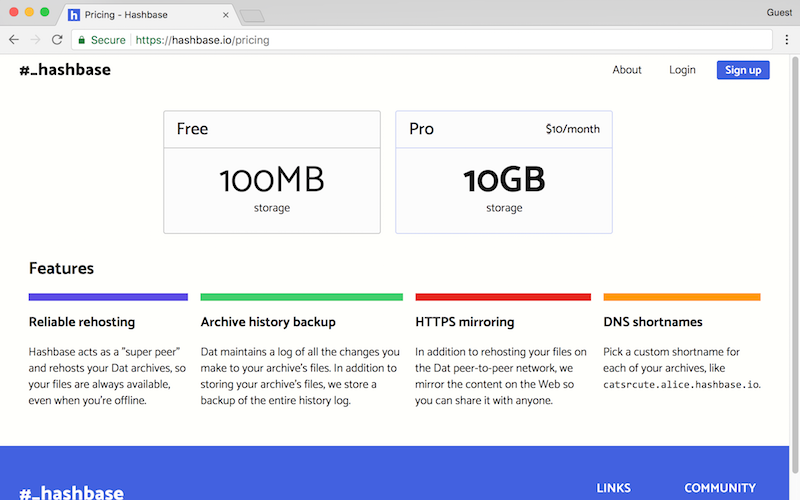 Pricing - Hashbase
Guest
Secure
https://hashbase.io/pricing
#_hashbase
About
Login
Sign up
Free
100MB
storage
Pro
$10/month
10GB
storage
Features
Reliable rehosting
Hashbase acts as a "super peer"
and rehosts your Dat archives, so
your files are always available,
even when you're offline.
Archive history backup
Dat maintains a log of all the changes you
make to your archive's files. In addition to
storing your archive's files, we store a
backup of the entire history log.
HTTPS mirroring
In addition to rehosting your files on
the Dat peer-to-peer network, we
mirror the content on the Web so
you can share it with anyone.
DNS shortnames
Pick a custom shortname for
each of your archives, like
catsrcute.alice.hashbase.io.
#_hashbase
LINKS
COMMUNITY